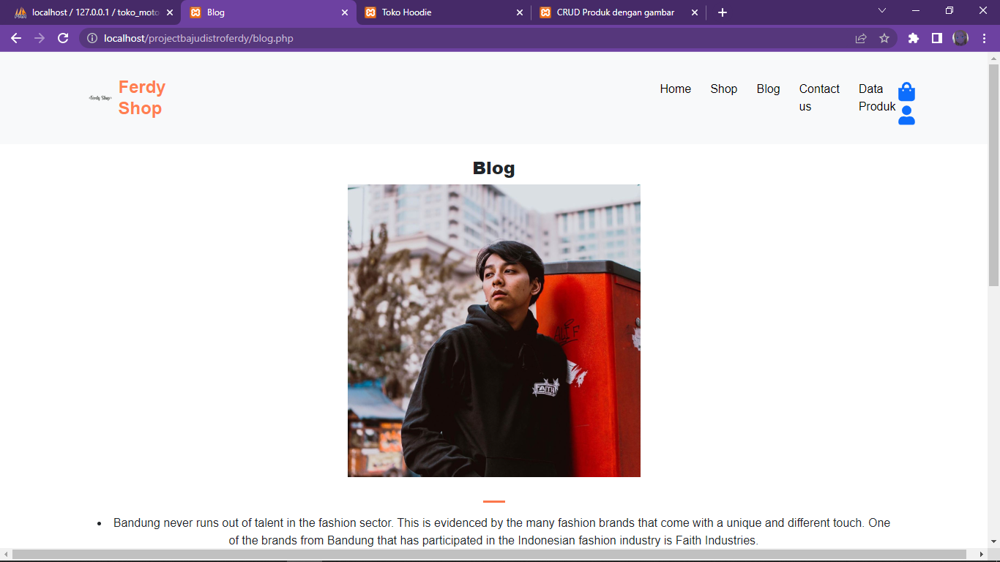 localhost / 127.0.0.1 / toko_moto
Blog
Toko Hoodie
CRUD Produk dengan gambar
localhost/projectbajudistroferdy/blog.php
Ferdy Shop
Ferdy
Shop
Home
Shop
Blog
Contact
us
Data
Produk
Blog
ALIF
FAITH
• Bandung never runs out of talent in the fashion sector. This is evidenced by the many fashion brands that come with a unique and different touch. One
of the brands from Bandung that has participated in the Indonesian fashion industry is Faith Industries.